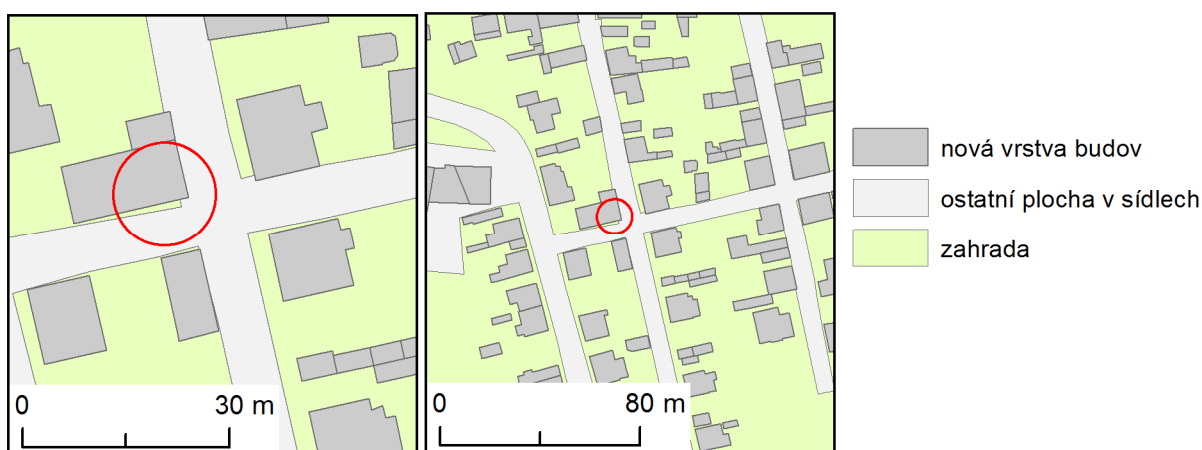 0 30 m
0 80 m
nová vrstva budov
ostatní plocha v sídlech
zahrada